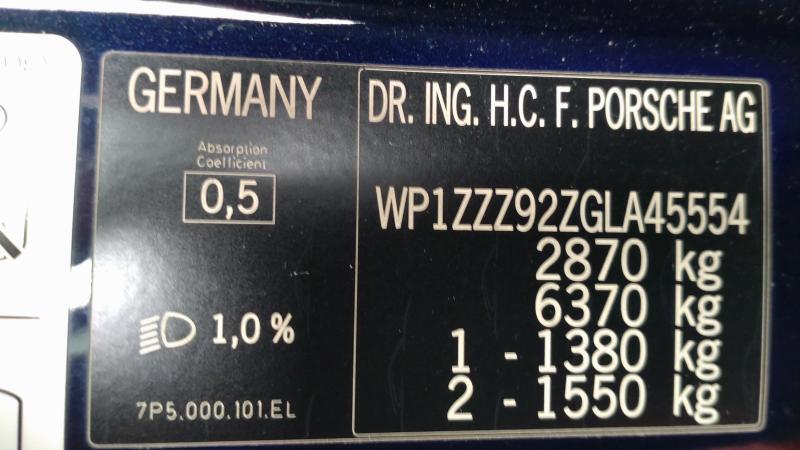 GERMANY
Absorption
Coefficient
0,5
1,0 %
7P5.000.101.EL
DR. ING. H.C. F. PORSCHE AG
WP1ZZZ92ZGLA45554
2870 kg
6370 kg
1 - 1380 kg
2 - 1550 kg